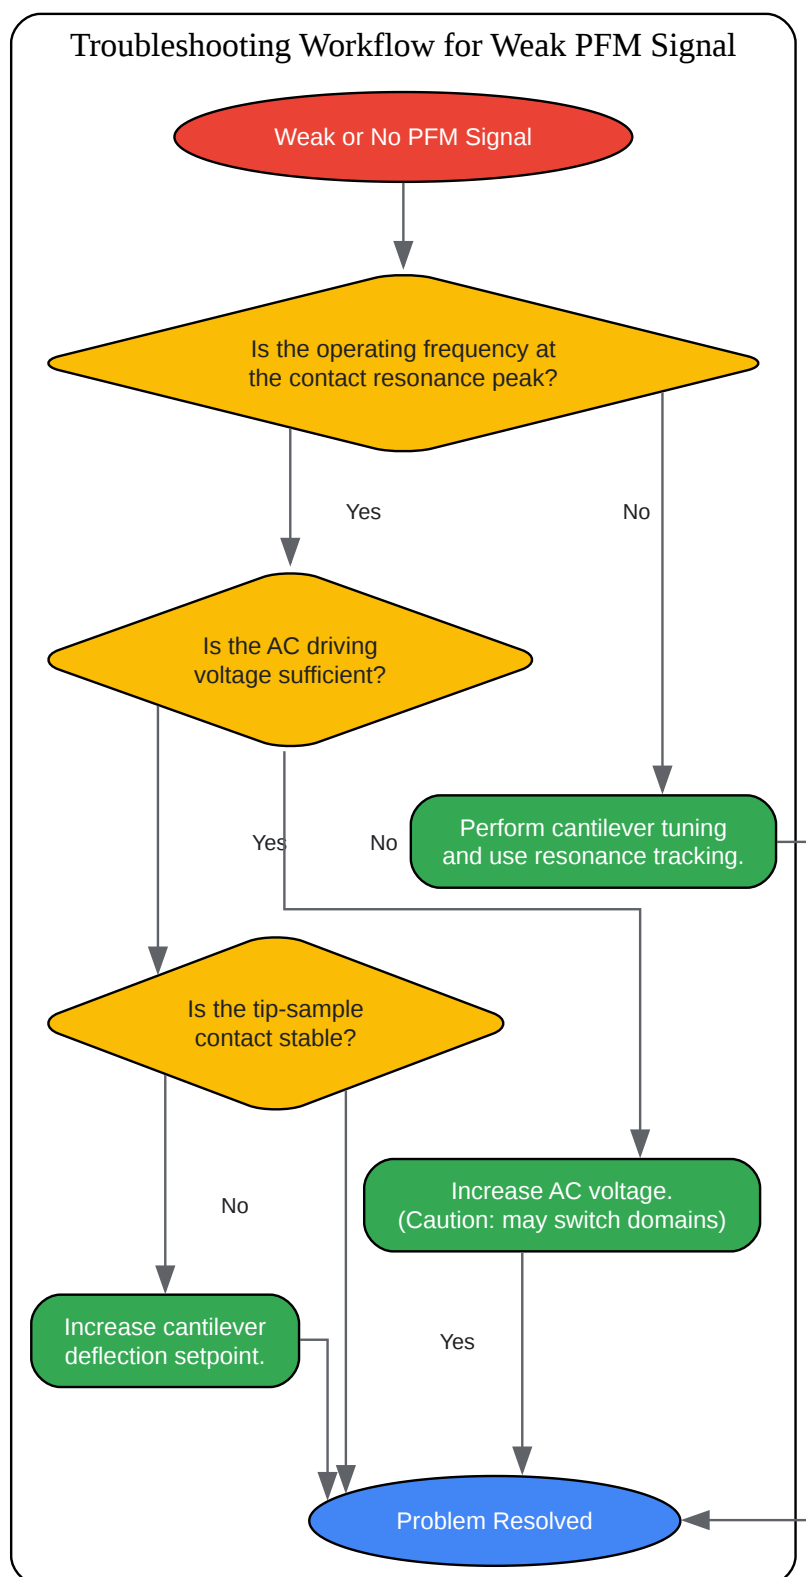 Troubleshooting Workflow for Weak PFM Signal
Weak or No PFM Signal
Is the operating frequency at
the contact resonance peak?
Yes
No
Is the AC driving
voltage sufficient?
Yes
No
Perform cantilever tuning
and use resonance tracking.
Is the tip-sample
contact stable?
No
Increase AC voltage.
(Caution: may switch domains)
Increase cantilever
deflection setpoint.
Yes
Problem Resolved